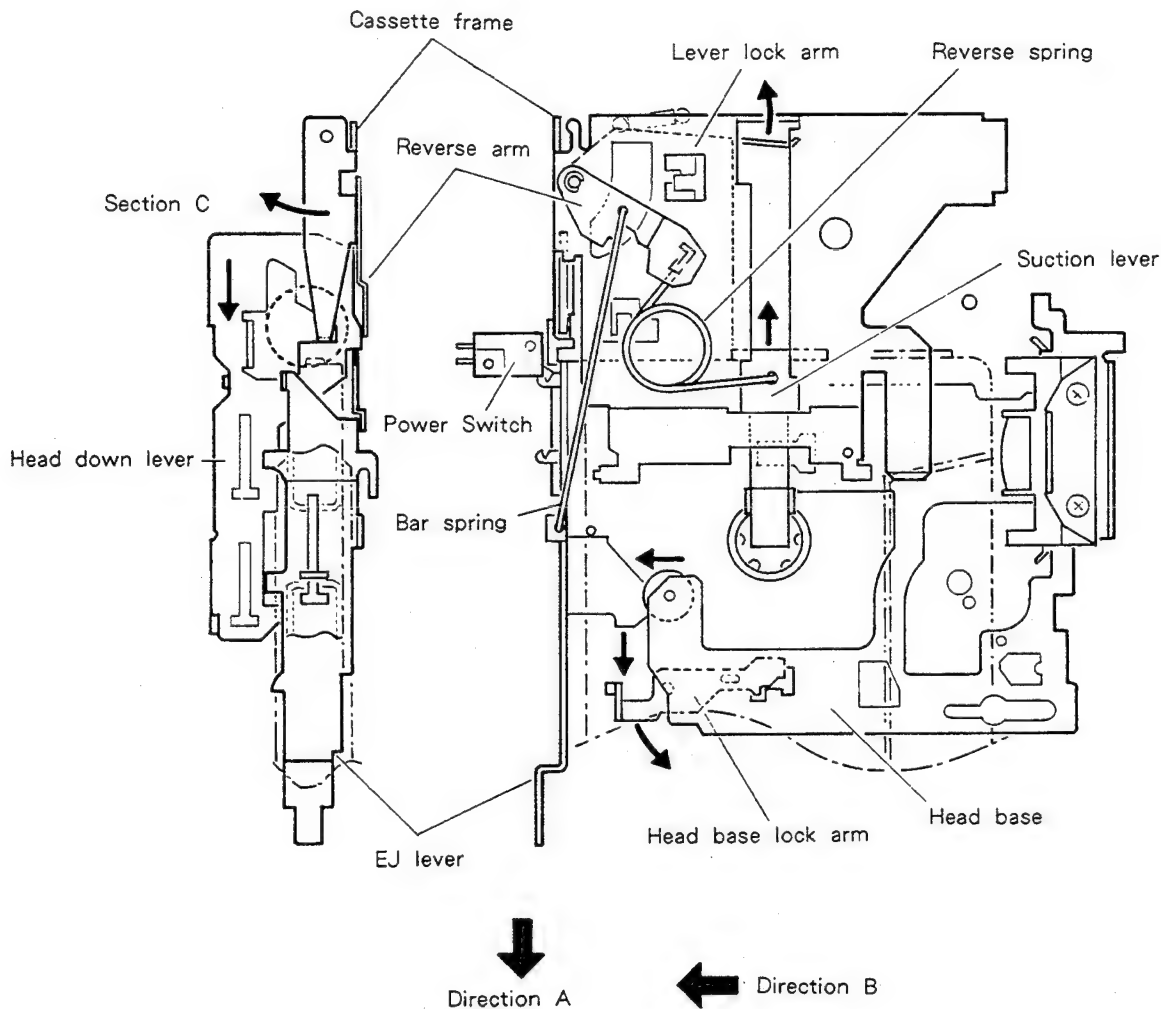 Cassette frame
Lever lock arm
Reverse spring
Reverse arm
Section C
Suction lever
Power Switch
Head down lever
Bar spring
Head base
Head base lock arm
EJ lever
Direction A
Direction B